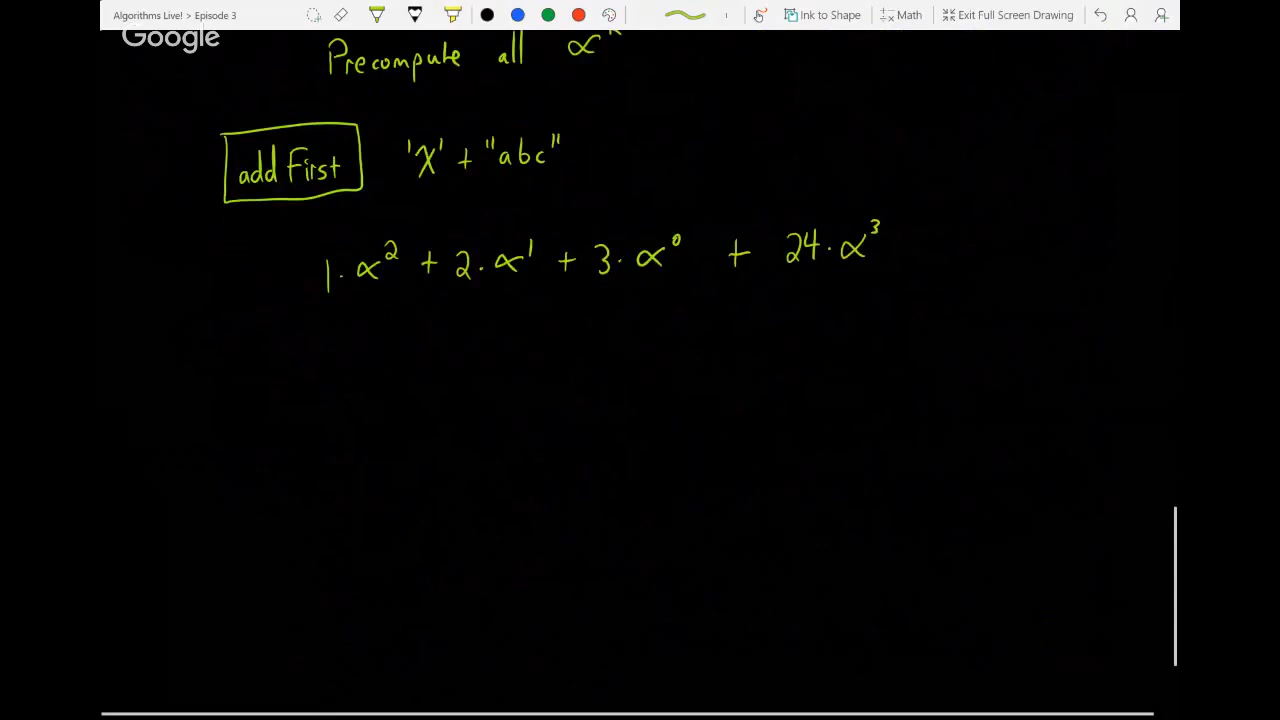 Algorithms Live! > Episode 3
Ink to Shape
Math
Exit Full Screen Drawing
Google
Precompute all α^k
add First 'X' + "abc"
1·α² + 2·α¹ + 3·α⁰ + 24·α³